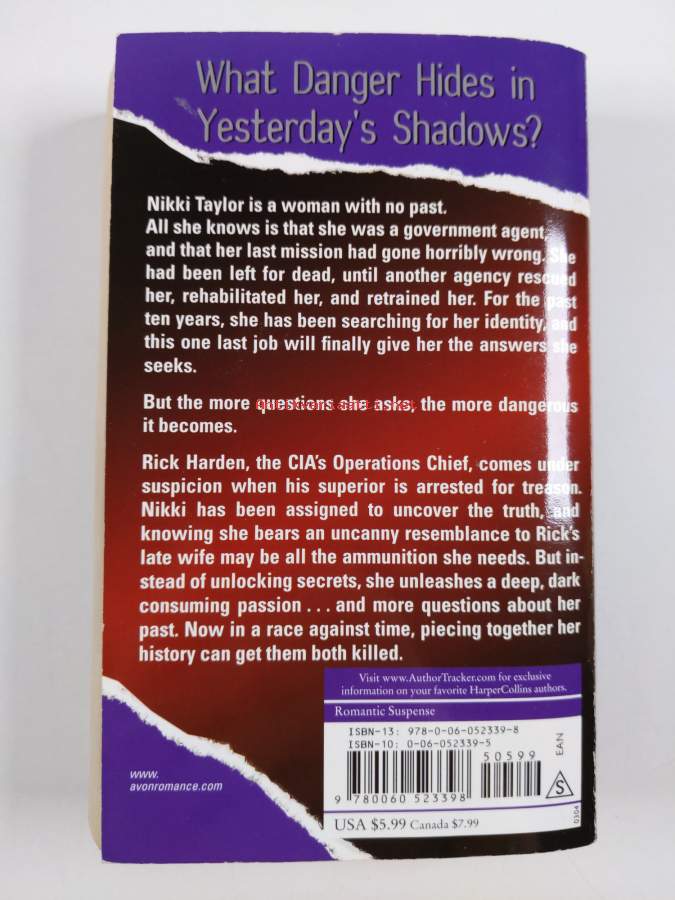 What Danger Hides in
Yesterday's Shadows?
Nikki Taylor is a woman with no past.
All she knows is that she was a government agent,
and that her last mission had gone horribly wrong. She
had been left for dead, until another agency rescued
her, rehabilitated her, and retrained her. For the past
ten years, she has been searching for her identity, and
this one last job will finally give her the answers she
seeks.
But the more questions she asks, the more dangerous
it becomes.
Rick Harden, the CIA's Operations Chief, comes under
suspicion when his superior is arrested for treason.
Nikki has been assigned to uncover the truth, and
knowing she bears an uncanny resemblance to Rick's
late wife may be all the ammunition she needs. But in-
stead of unlocking secrets, she unleashes a deep, dark
consuming passion . . . and more questions about her
past. Now in a race against time, piecing together her
history can get them both killed.
Visit www.AuthorTracker.com for exclusive
information on your favorite HarperCollins authors.
Romantic Suspense
ISBN-13: 978-0-06-052339-8
ISBN-10: 0-06-052339-5
50599
EAN
S
9 780060 523398
0304
USA $5.99 Canada $7.99
www.
avonromance.com